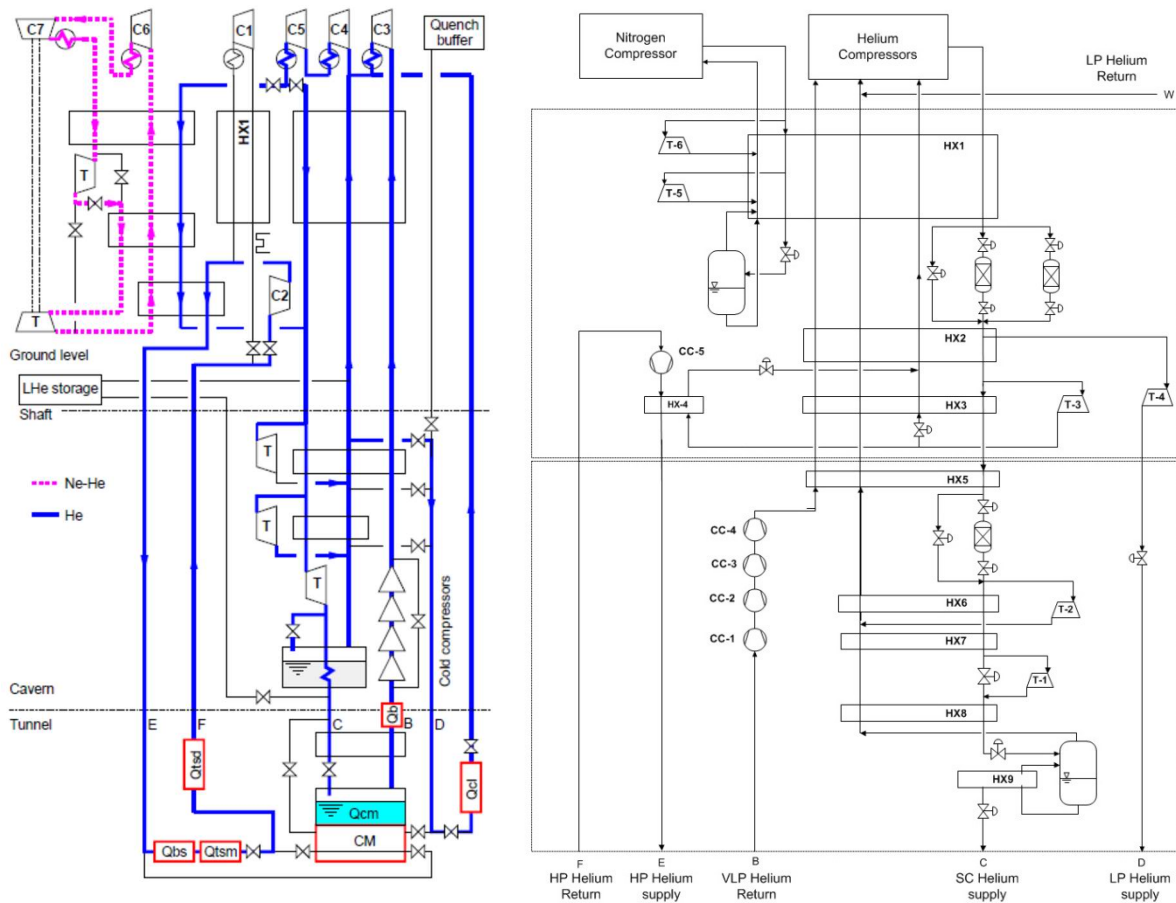 C7
C6
C1
C5
C4
C3
Quench
buffer
HX1
T
C2
T
Ground level
LHe storage
Shaft
T
Ne-He
He
T
T
Cold compressors
Cavern
Tunnel
E
F
C
Qb
B
D
Qtsd
Qcl
Qcm
CM
Qbs
Qtsm
Nitrogen
Compressor
Helium
Compressors
LP Helium
Return
W
T-6
HX1
T-5
HX2
CC-5
HX-4
HX3
T-3
T-4
HX5
CC-4
CC-3
CC-2
CC-1
HX6
T-2
HX7
T-1
HX8
HX9
F
HP Helium
Return
E
HP Helium
supply
B
VLP Helium
Return
C
SC Helium
supply
D
LP Helium
supply